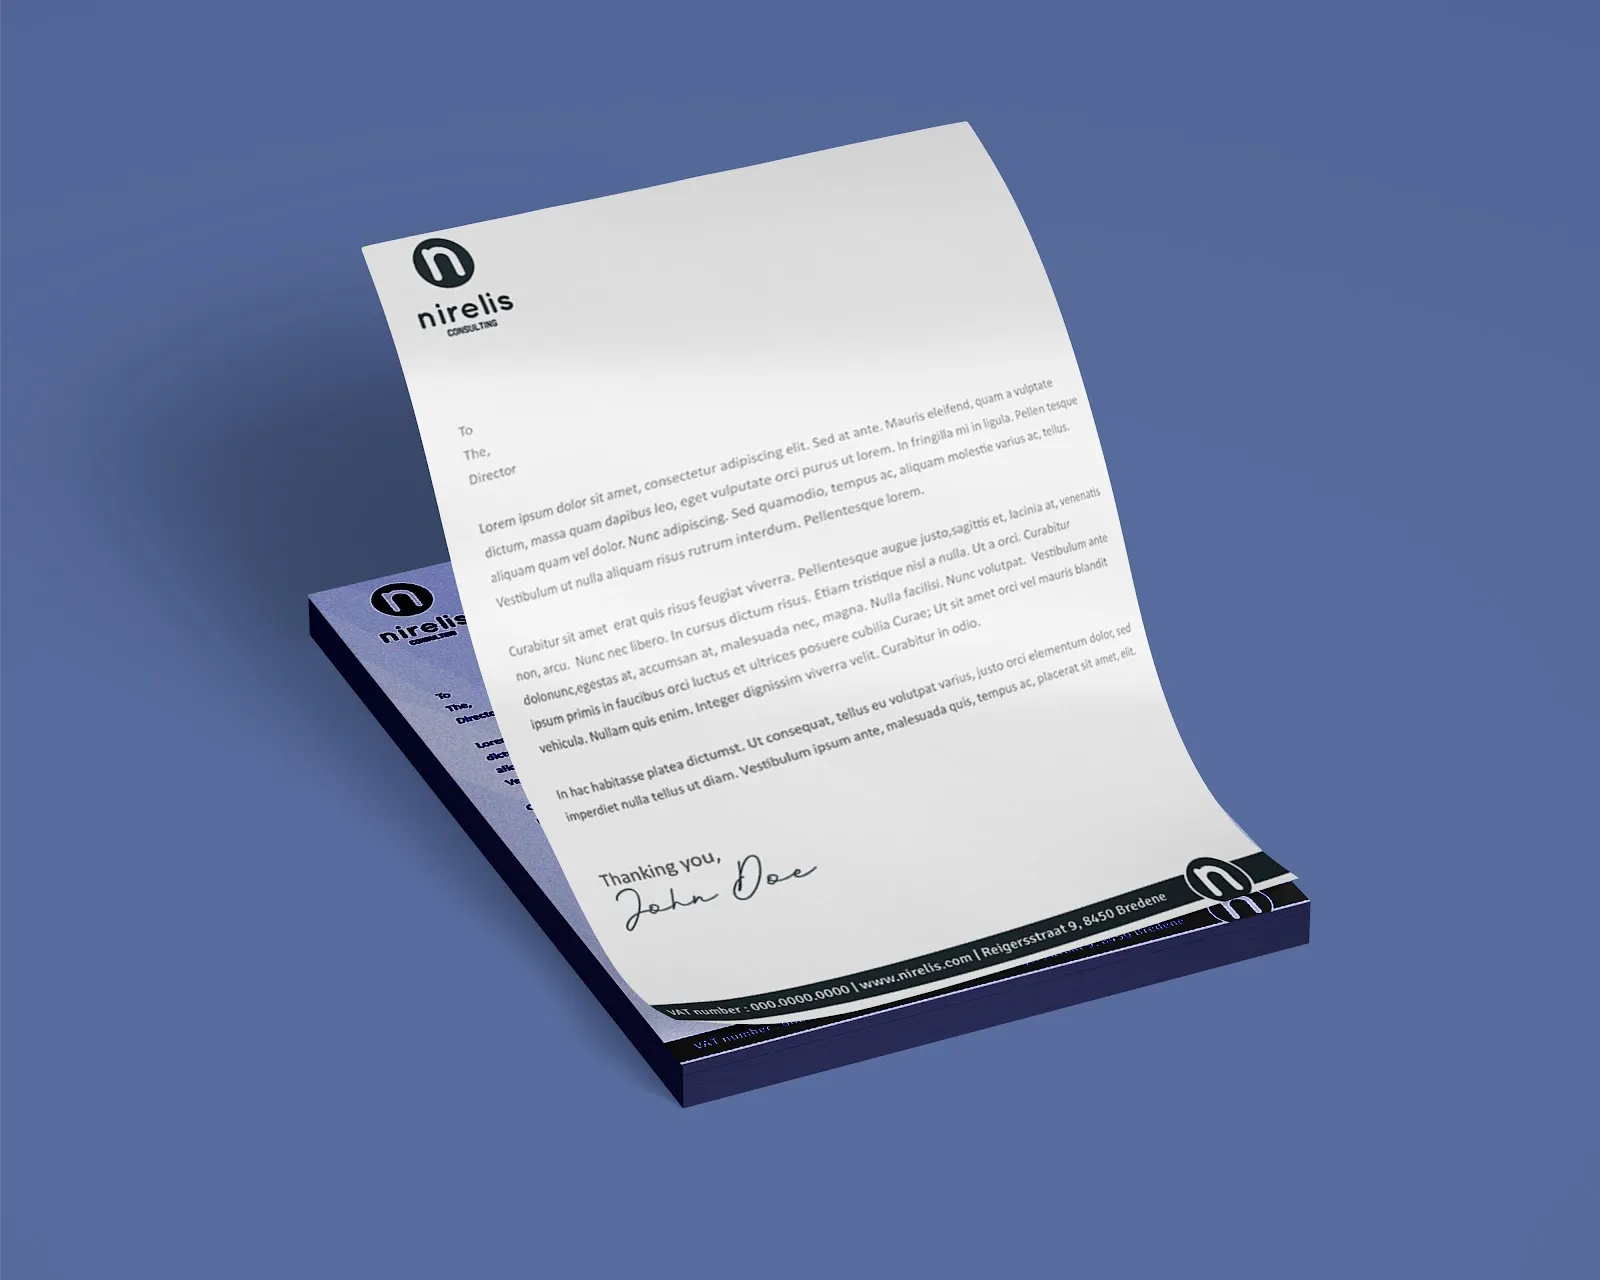 n
nirelis
CONSULTING
To
The,
Director
Lorem ipsum dolor sit amet, consectetur adipiscing elit. Sed at ante. Mauris eleifend, quam a vulptate
dictum, massa quam dapibus leo, eget vulputate orci purus ut lorem. In fringilla mi in ligula. Pellen tesque
aliquam quam vel dolor. Nunc adipiscing. Sed quamodio, tempus ac, aliquam molestie varius ac, tellus.
Vestibulum ut nulla aliquam risus rutrum interdum. Pellentesque lorem.
Curabitur sit amet  erat quis risus feugiat viverra. Pellentesque augue justo,sagittis et, lacinia at, venenatis
non, arcu.  Nunc nec libero. In cursus dictum risus. Etiam tristique nisl a nulla. Ut a orci. Curabitur
dolonunc,egestas at, accumsan at, malesuada nec, magna. Nulla facilisi. Nunc volutpat.  Vestibulum ante
ipsum primis in faucibus orci luctus et ultrices posuere cubilia Curae; Ut sit amet orci vel mauris blandit
vehicula. Nullam quis enim. Integer dignissim viverra velit. Curabitur in odio.
In hac habitasse platea dictumst. Ut consequat, tellus eu volutpat varius, justo orci elementum dolor, sed
imperdiet nulla tellus ut diam. Vestibulum ipsum ante, malesuada quis, tempus ac, placerat sit amet, elit.
Thanking you,
John Doe
VAT number : 000.0000.0000 | www.nirelis.com | Reigersstraat 9, 8450 Bredene
n
n
nirelis
CONSULTING
To
The,
VAT number :
n